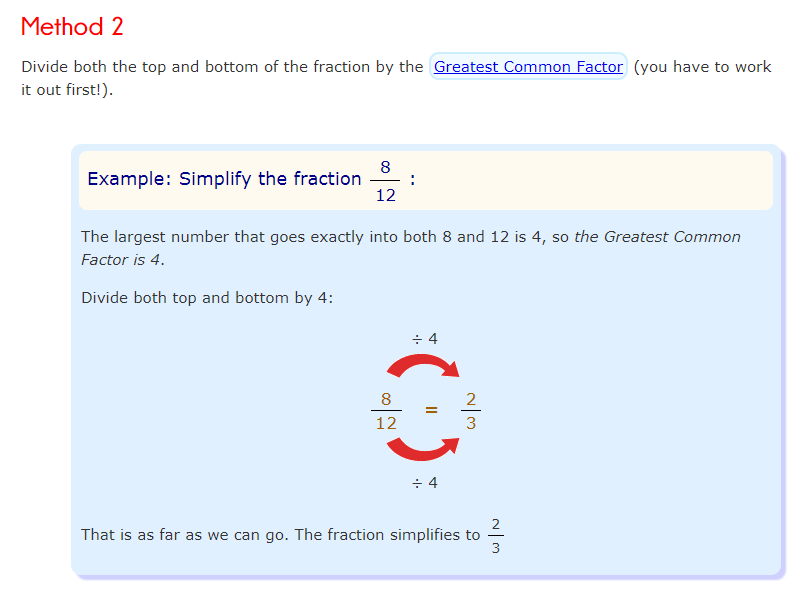 Method 2
Divide both the top and bottom of the fraction by the Greatest Common Factor (you have to work
it out first!).
Example: Simplify the fraction 8/12 :
The largest number that goes exactly into both 8 and 12 is 4, so the Greatest Common
Factor is 4.
Divide both top and bottom by 4:
÷ 4
8/12 = 2/3
÷ 4
That is as far as we can go. The fraction simplifies to 2/3